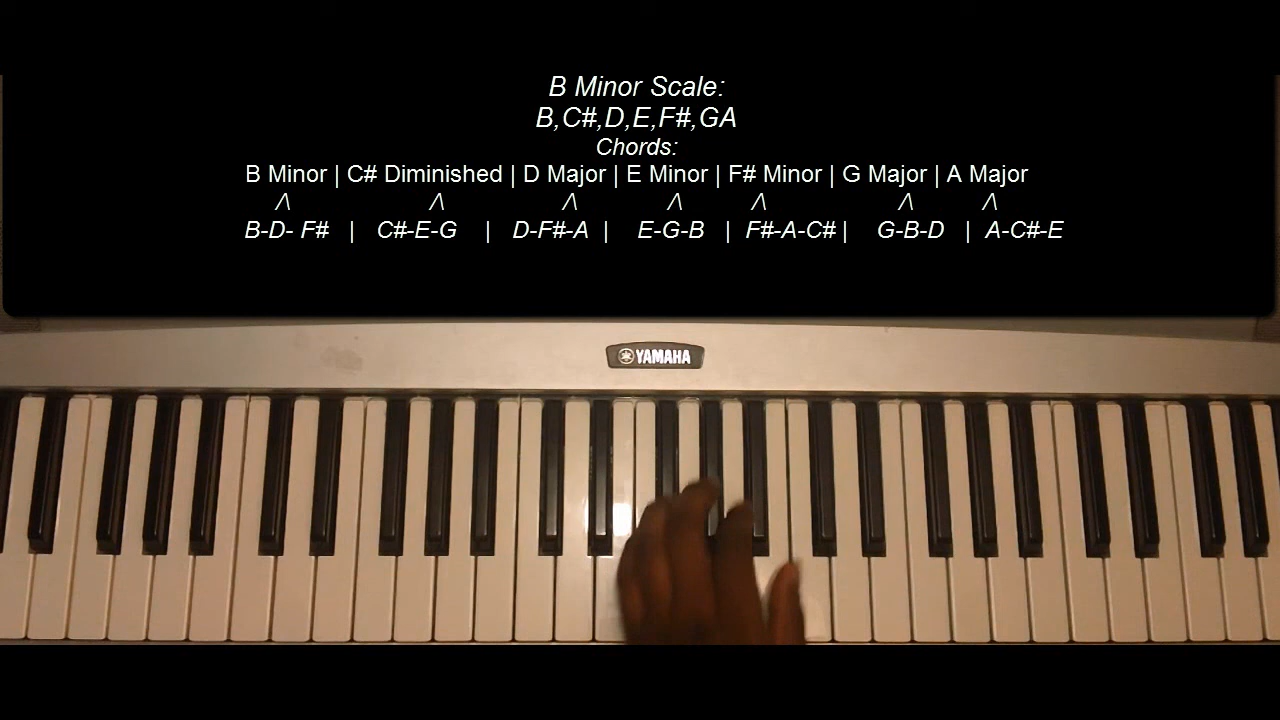 B Minor Scale:
B,C#,D,E,F#,GA
Chords:
B Minor | C# Diminished | D Major | E Minor | F# Minor | G Major | A Major
/\ /\ /\ /\ /\ /\ /\
B-D- F# | C#-E-G | D-F#-A | E-G-B | F#-A-C# | G-B-D | A-C#-E
YAMAHA